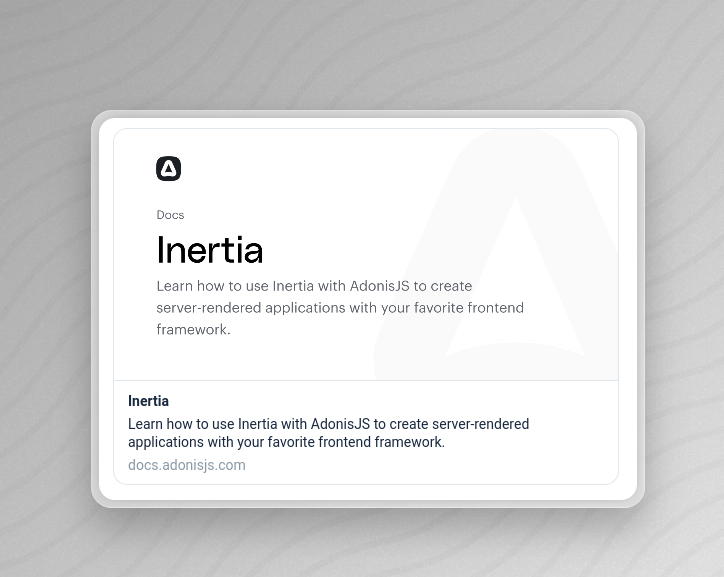 Docs
Inertia
Learn how to use Inertia with AdonisJS to create
server-rendered applications with your favorite frontend
framework.
Inertia
Learn how to use Inertia with AdonisJS to create server-rendered
applications with your favorite frontend framework.
docs.adonisjs.com